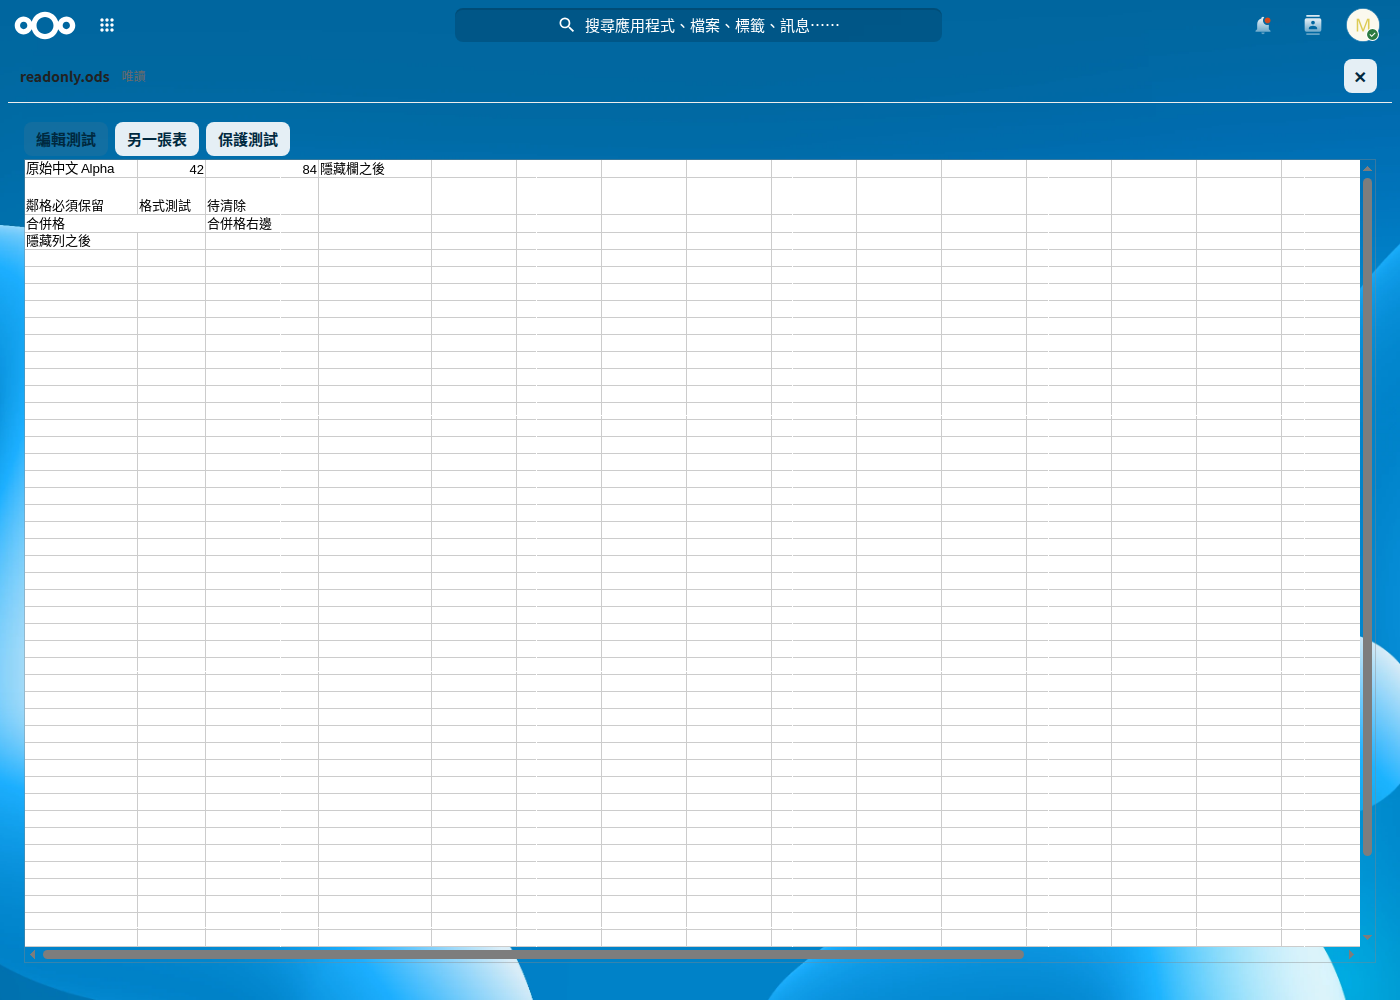 搜尋應用程式、檔案、標籤、訊息……
M
readonly.ods 唯讀
編輯測試 另一張表 保護測試
原始中文 Alpha 42 84 隱藏欄之後
鄰格必須保留 格式測試 待清除
合併格 合併格右邊
隱藏列之後